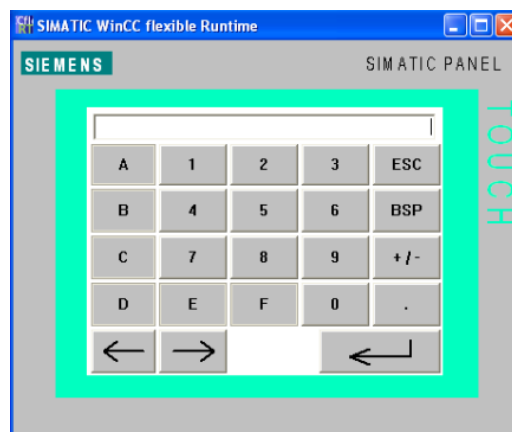 SIMATIC WinCC flexible Runtime
SIEMENS SIMATIC PANEL
TOUCH
A 1 2 3 ESC
B 4 5 6 BSP
C 7 8 9 +/-
D E F 0 .